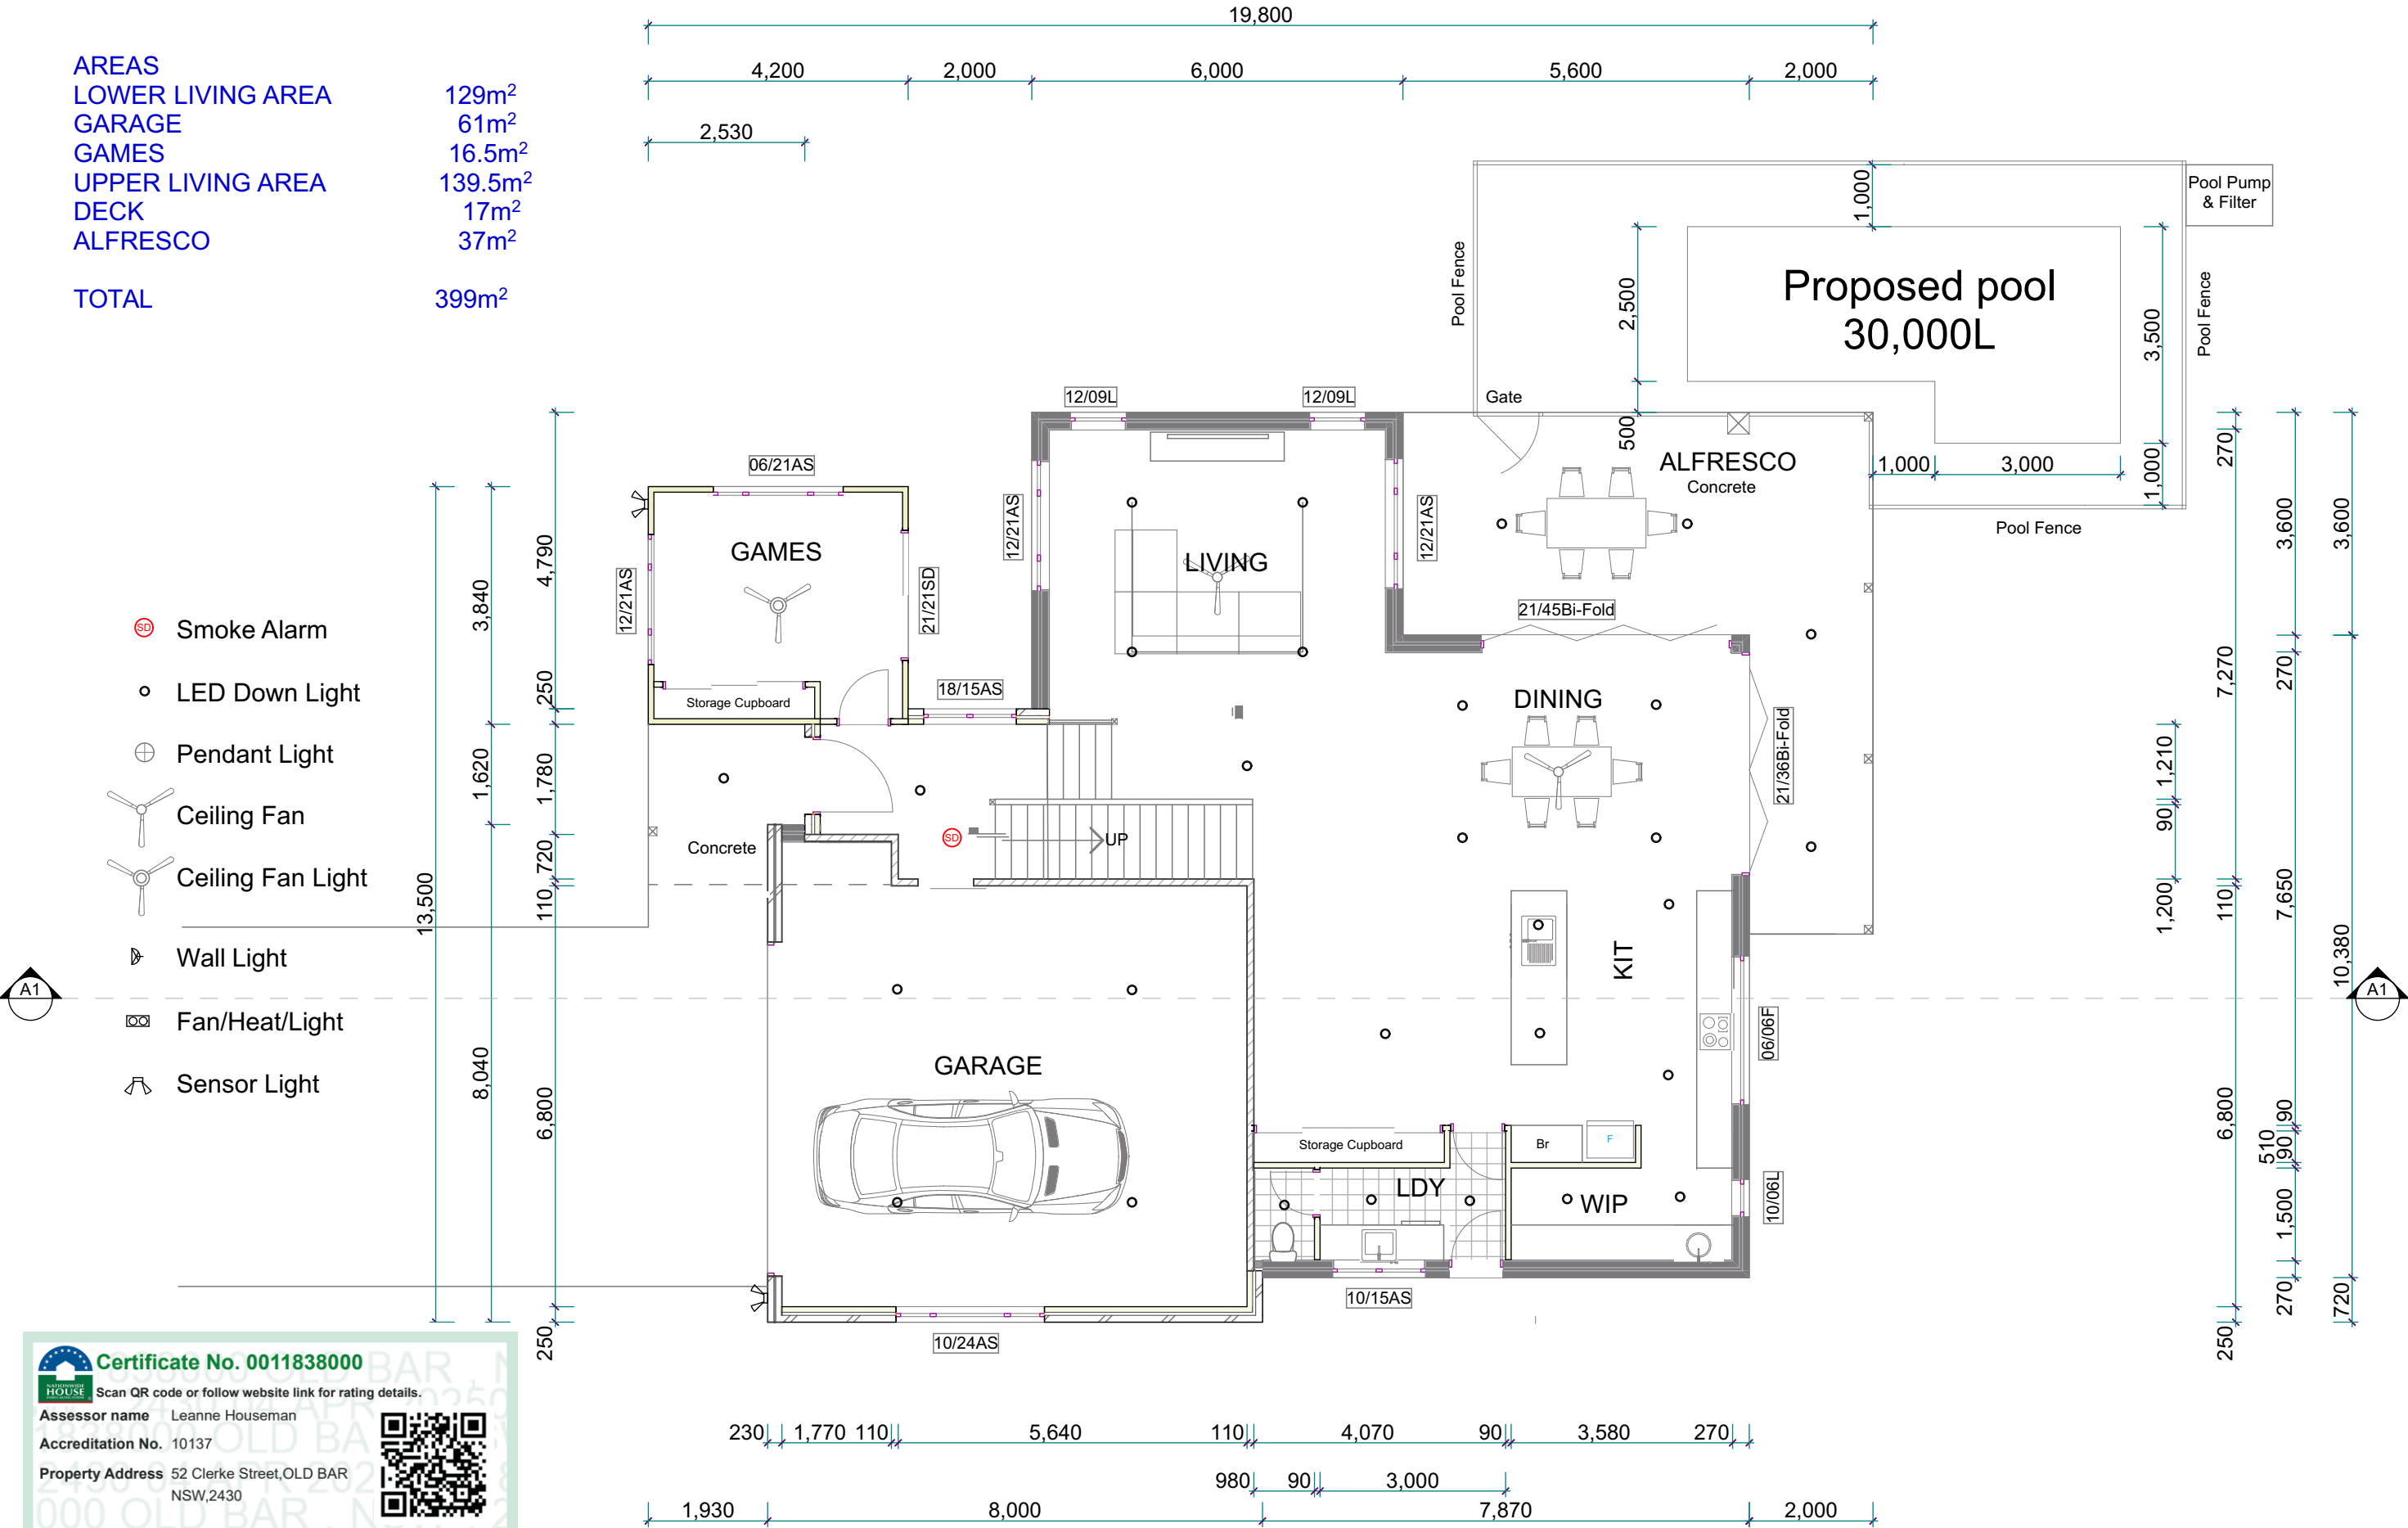 19,800
4,200 2,000 6,000 5,600 2,000
2,530
AREAS
LOWER LIVING AREA 129m²
GARAGE 61m²
GAMES 16.5m²
UPPER LIVING AREA 139.5m²
DECK 17m²
ALFRESCO 37m²
TOTAL 399m²
Pool Pump
& Filter
1,000
Pool Fence
2,500
Proposed pool
30,000L
3,500
Pool Fence
Gate
500
1,000 3,000
1,000
Pool Fence
12/09L
12/09L
06/21AS
12/21AS
12/21AS
ALFRESCO
Concrete
GAMES
LIVING
12/21AS
21/21SD
21/45Bi-Fold
Storage Cupboard
18/15AS
DINING
21/36Bi-Fold
SD Smoke Alarm
LED Down Light
Pendant Light
Ceiling Fan
Ceiling Fan Light
Wall Light
Fan/Heat/Light
Sensor Light
13,500
3,840
1,620
8,040
4,790
250
1,780
720
110
6,800
250
Concrete
SD
UP
KIT
A1
A1
GARAGE
06/06F
Storage Cupboard
Br
F
LDY
WIP
10/06L
10/15AS
10/24AS
1,210
90
1,200
270
7,270
110
6,800
250
3,600
270
7,650
90
510
90
1,500
270
3,600
10,380
720
230 1,770 110 5,640 110 4,070 90 3,580 270
980 90 3,000
1,930 8,000 7,870 2,000
Certificate No. 0011838000
NATIONWIDE
HOUSE
Scan QR code or follow website link for rating details.
Assessor name Leanne Houseman
Accreditation No. 10137
Property Address 52 Clerke Street,OLD BAR
NSW,2430